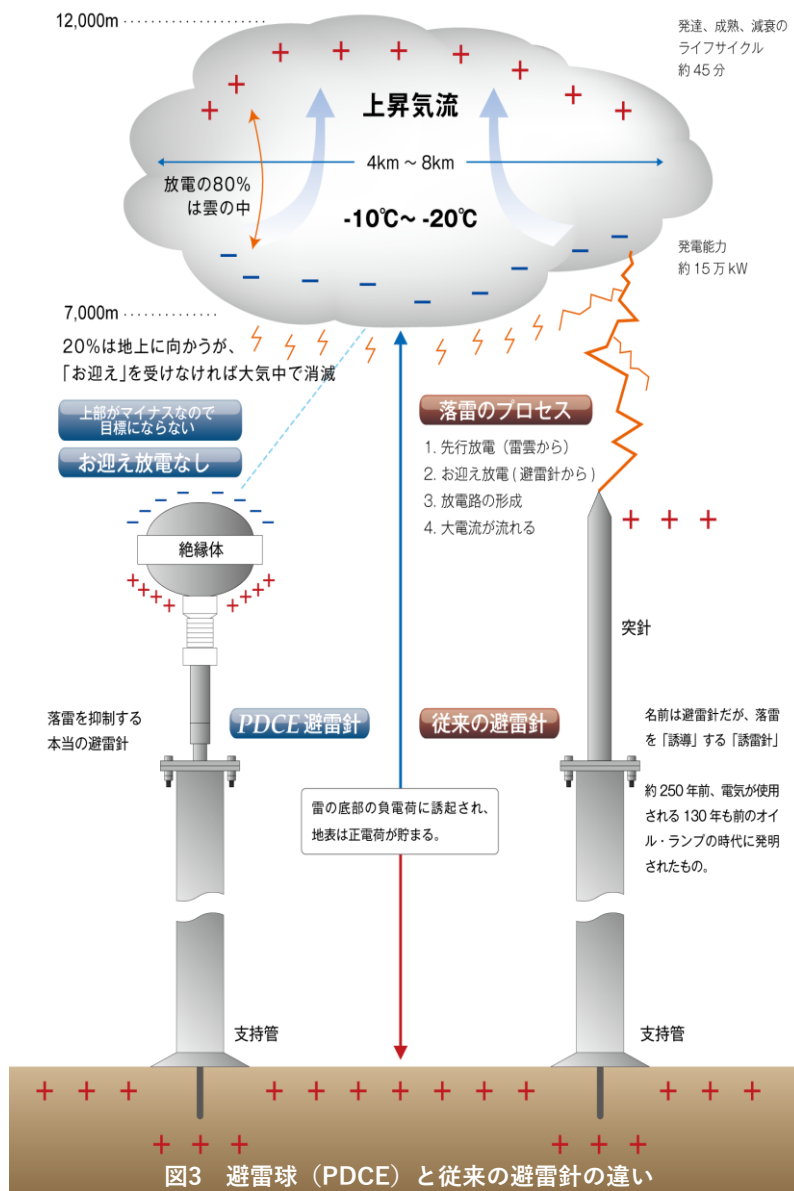 12,000m
発達、成熟、減衰の
ライフサイクル
約45分
上昇気流
4km ～ 8km
放電の80%
は雲の中
-10℃～ -20℃
発電能力
約15万kW
7,000m
20%は地上に向かうが、
「お迎え」を受けなければ大気中で消滅
上部がマイナスなので
目標にならない
お迎え放電なし
落雷のプロセス
1. 先行放電（雷雲から）
2. お迎え放電(避雷針から)
3. 放電路の形成
4. 大電流が流れる
絶縁体
突針
落雷を抑制する
本当の避雷針
PDCE避雷針
従来の避雷針
名前は避雷針だが、落雷
を「誘導」する「誘雷針」
約250年前、電気が使用
される130年も前のオイ
ル・ランプの時代に発明
されたもの。
雷の底部の負電荷に誘起され、
地表は正電荷が貯まる。
支持管
支持管
図3　避雷球（PDCE）と従来の避雷針の違い